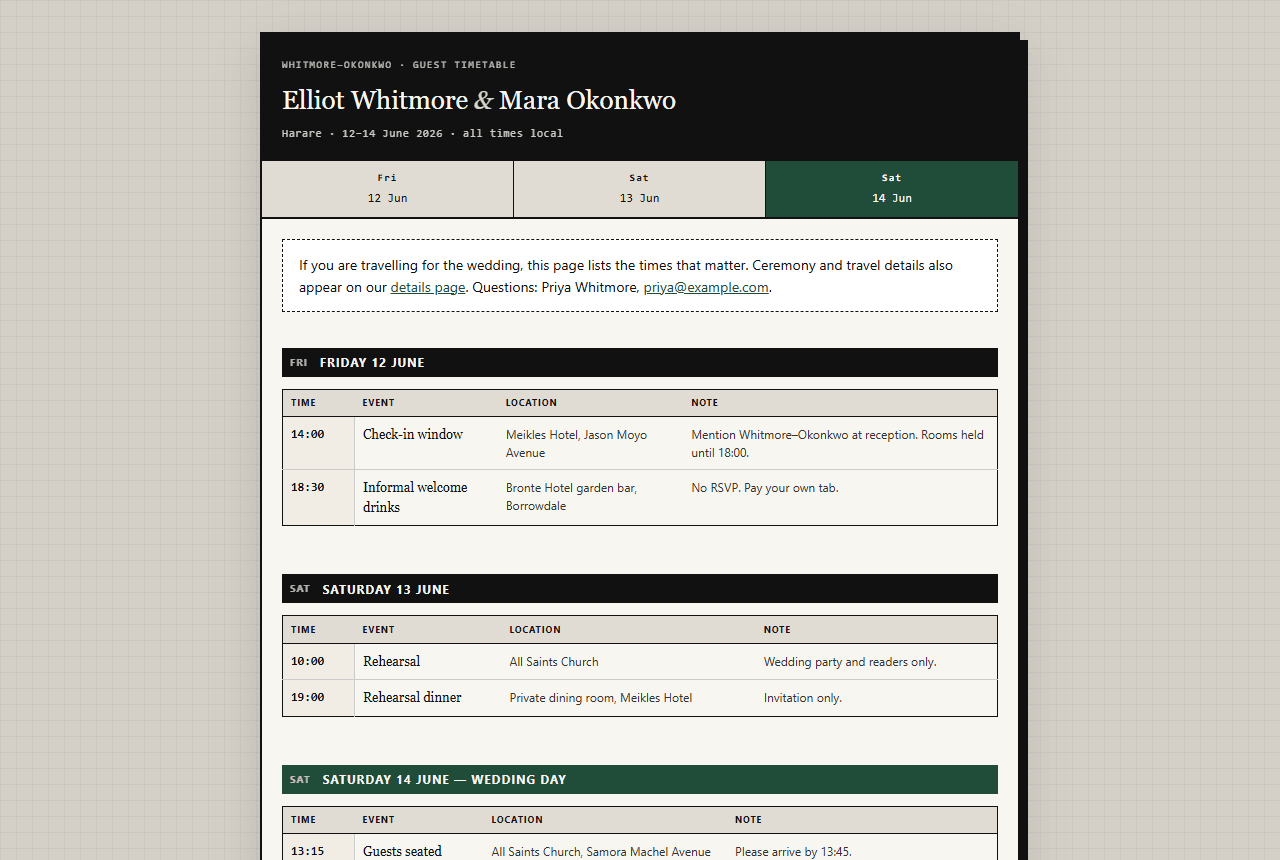 WHITMORE–OKONKWO · GUEST TIMETABLE
Elliot Whitmore & Mara Okonkwo
Harare · 12–14 June 2026 · all times local
Fri
12 Jun
Sat
13 Jun
Sat
14 Jun
If you are travelling for the wedding, this page lists the times that matter. Ceremony and travel details also
appear on our details page. Questions: Priya Whitmore, priya@example.com.
FRI FRIDAY 12 JUNE
TIME EVENT LOCATION NOTE
14:00 Check-in window Meikles Hotel, Jason Moyo Avenue Mention Whitmore–Okonkwo at reception. Rooms held until 18:00.
18:30 Informal welcome drinks Bronte Hotel garden bar, Borrowdale No RSVP. Pay your own tab.
SAT SATURDAY 13 JUNE
TIME EVENT LOCATION NOTE
10:00 Rehearsal All Saints Church Wedding party and readers only.
19:00 Rehearsal dinner Private dining room, Meikles Hotel Invitation only.
SAT SATURDAY 14 JUNE — WEDDING DAY
TIME EVENT LOCATION NOTE
13:15 Guests seated All Saints Church, Samora Machel Avenue Please arrive by 13:45.